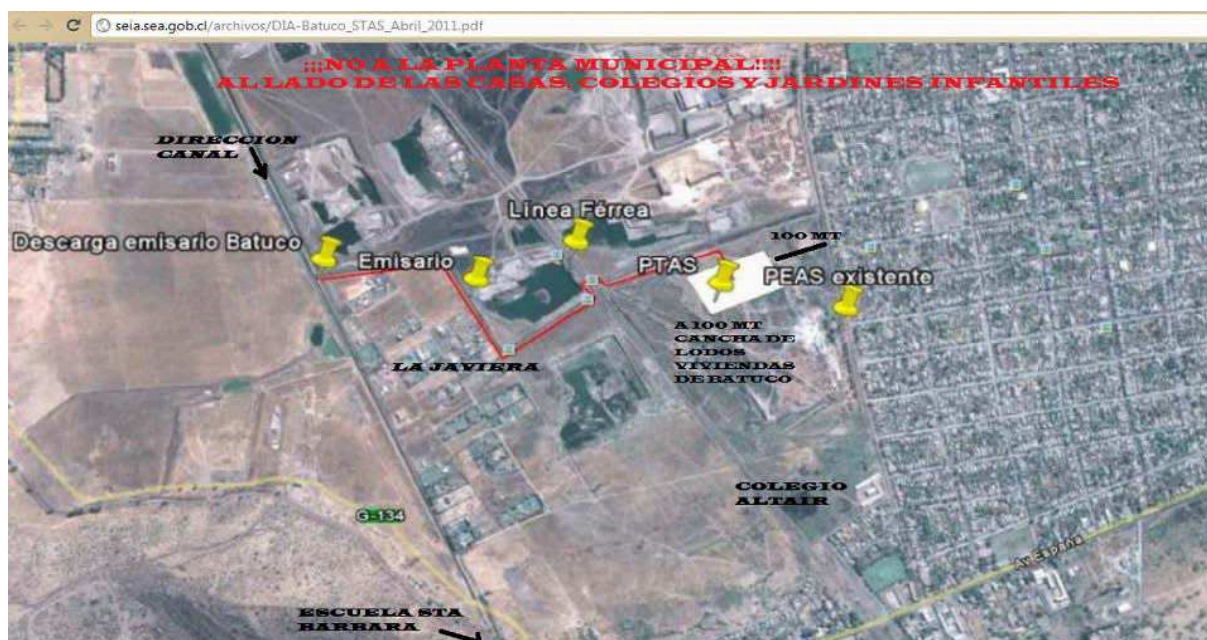 seia.sea.gob.cl/archivos/DIA-Batuco_STAS_Abril_2011.pdf
¡¡¡NO A LA PLANTA MUNICIPAL!!!!
AL LADO DE LAS CASAS, COLEGIOS Y JARDINES INFANTILES
DIRECCION
CANAL
Línea Férrea
Descarga emisario Batuco
Emisario
100 MT
PTAS
PEAS existente
A 100 MT
CANCHA DE
LODOS
VIVIENDAS
DE BATUCO
LA JAVIERA
COLEGIO
ALTAIR
G-134
Av España
ESCUELA STA
BARBARA